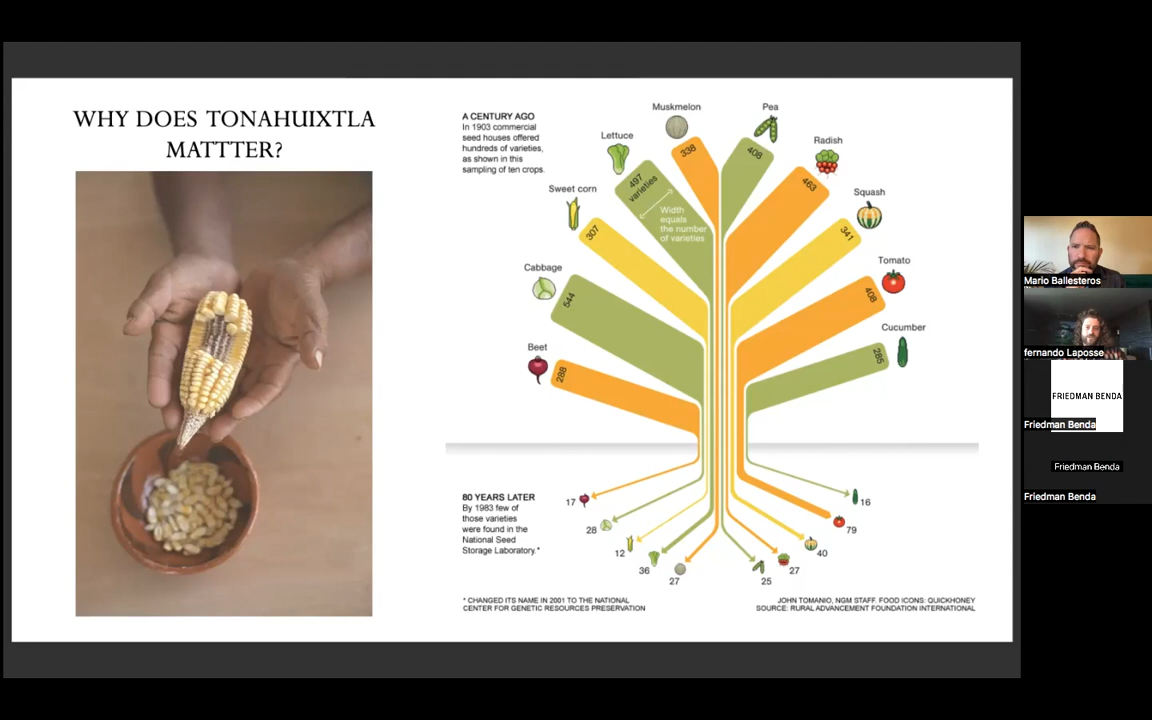 WHY DOES TONAHUIXTLA
MATTTER?
A CENTURY AGO
In 1903 commercial
seed houses offered
hundreds of varieties,
as shown in this
sampling of ten crops.
Muskmelon
338
Pea
408
Lettuce
497
varieties
Width
equals
the number
of varieties
Radish
463
Sweet corn
307
Squash
341
Cabbage
544
Tomato
408
Beet
288
Cucumber
285
80 YEARS LATER
By 1983 few of
those varieties
were found in the
National Seed
Storage Laboratory.*
17
28
12
36
27
25
27
40
79
16
* CHANGED ITS NAME IN 2001 TO THE NATIONAL
CENTER FOR GENETIC RESOURCES PRESERVATION
JOHN TOMANIO, NGM STAFF. FOOD ICONS: QUICKHONEY
SOURCE: RURAL ADVANCEMENT FOUNDATION INTERNATIONAL
Mario Ballesteros
fernando Laposse
FRIEDMAN BENDA
Friedman Benda
Friedman Benda
Friedman Benda